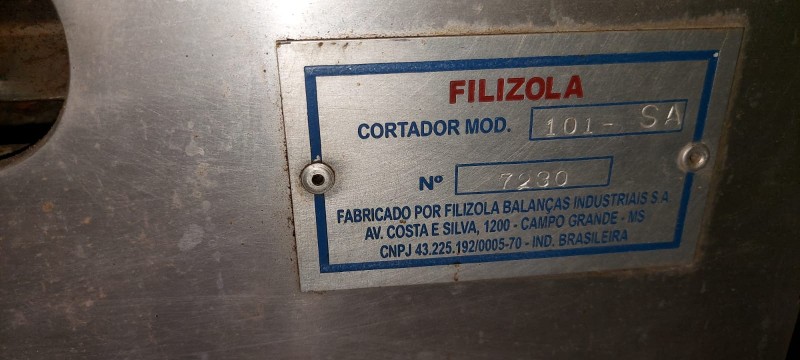 FILIZOLA
CORTADOR MOD. 101- SA
Nº 7290
FABRICADO POR FILIZOLA BALANÇAS INDUSTRIAIS S A
AV. COSTA E SILVA, 1200 - CAMPO GRANDE - MS
CNPJ 43.225.192/0005-70 - IND. BRASILEIRA